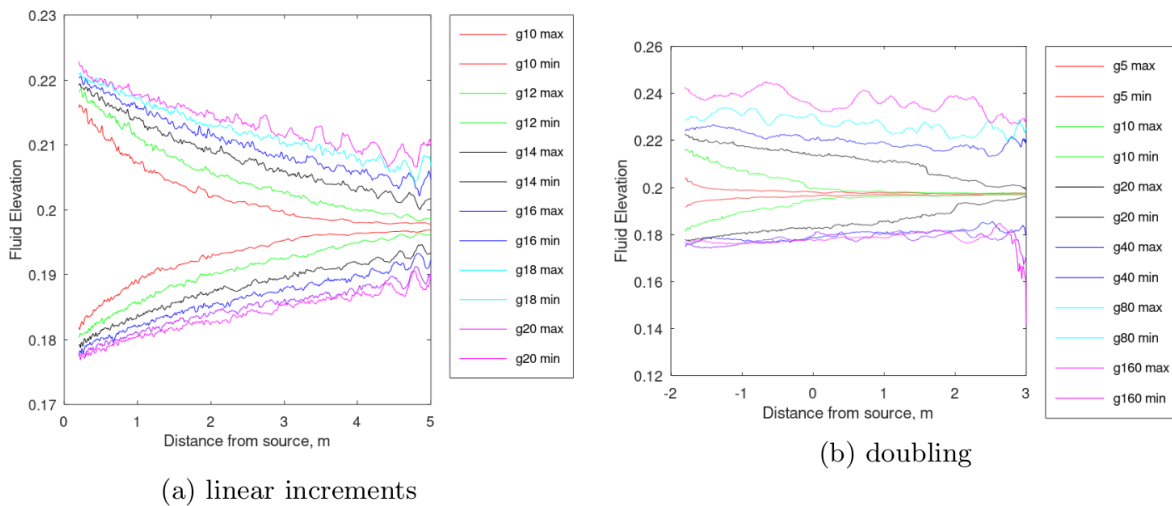 0.23
0.22
0.21
0.2
0.19
0.18
0.17
Fluid Elevation
0 1 2 3 4 5
Distance from source, m
g10 max
g10 min
g12 max
g12 min
g14 max
g14 min
g16 max
g16 min
g18 max
g18 min
g20 max
g20 min
(a) linear increments
0.26
0.24
0.22
0.2
0.18
0.16
0.14
0.12
Fluid Elevation
-2 -1 0 1 2 3
Distance from source, m
g5 max
g5 min
g10 max
g10 min
g20 max
g20 min
g40 max
g40 min
g80 max
g80 min
g160 max
g160 min
(b) doubling